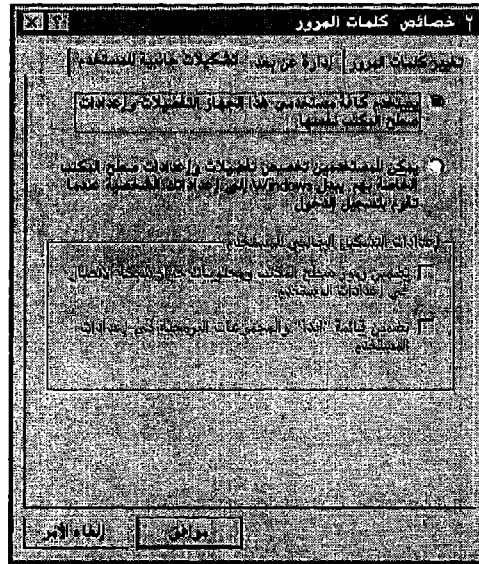 خصائص كلمات المرور
تغيير كلمات المرور إدارة عن بعد تشكيلات جانبية للمستخدم
يستخدم كافة مستخدمي هذا الجهاز التفضيلات وإعدادات
سطح المكتب نفسها.
يمكن للمستخدمين تخصيص تفضيلات وإعدادات سطح المكتب
الخاصة بهم. يبدل Windows إلى إعداداتك الشخصية عندما
تقوم بتسجيل الدخول.
إعدادات التشكيل الجانبي للمستخدم
تضمين رموز سطح المكتب ومحتويات جوار شبكة الاتصال
في إعدادات المستخدم.
تضمين قائمة "ابدأ" والمجموعات البرمجية في إعدادات
المستخدم.
موافق إلغاء الأمر